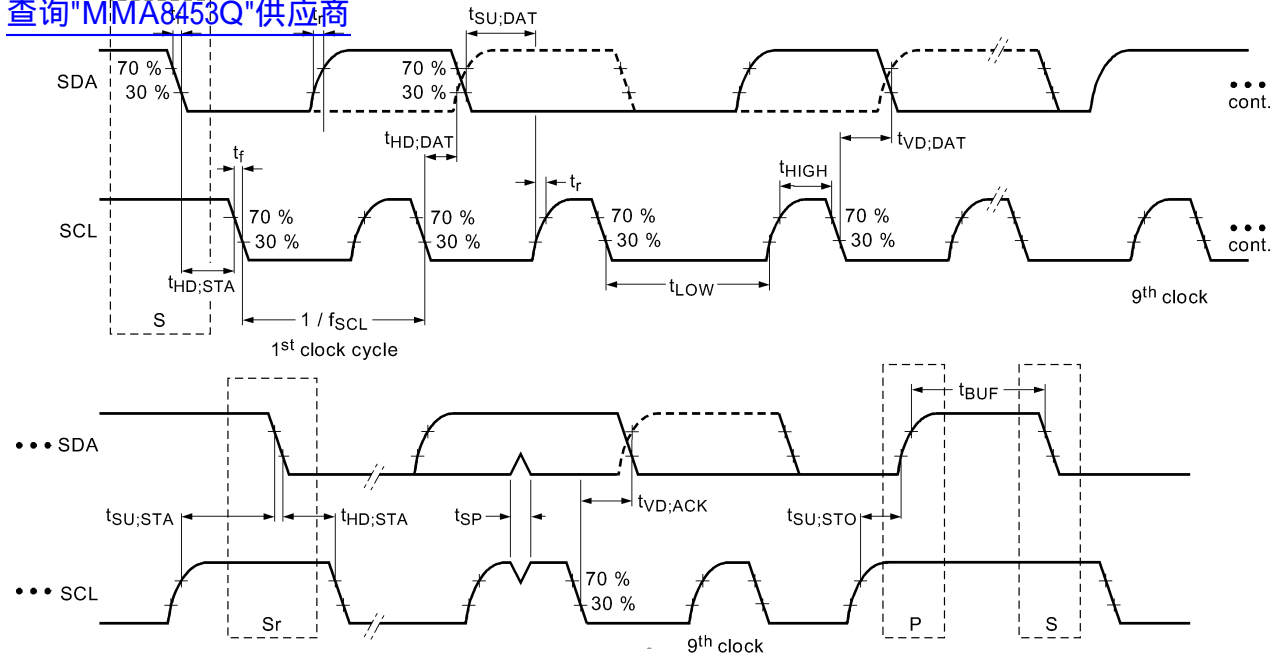 查询"MMA8453Q"供应商
tf
tr
tSU;DAT
SDA
70 %
30 %
70 %
30 %
cont.
tHD;DAT
tVD;DAT
tf
tr
tHIGH
SCL
70 %
30 %
70 %
30 %
70 %
30 %
70 %
30 %
cont.
tHD;STA
tLOW
9th clock
S
1 / fSCL
1st clock cycle
tBUF
SDA
tSU;STA
tHD;STA
tSP
tVD;ACK
tSU;STO
SCL
70 %
30 %
Sr
P
S
9th clock